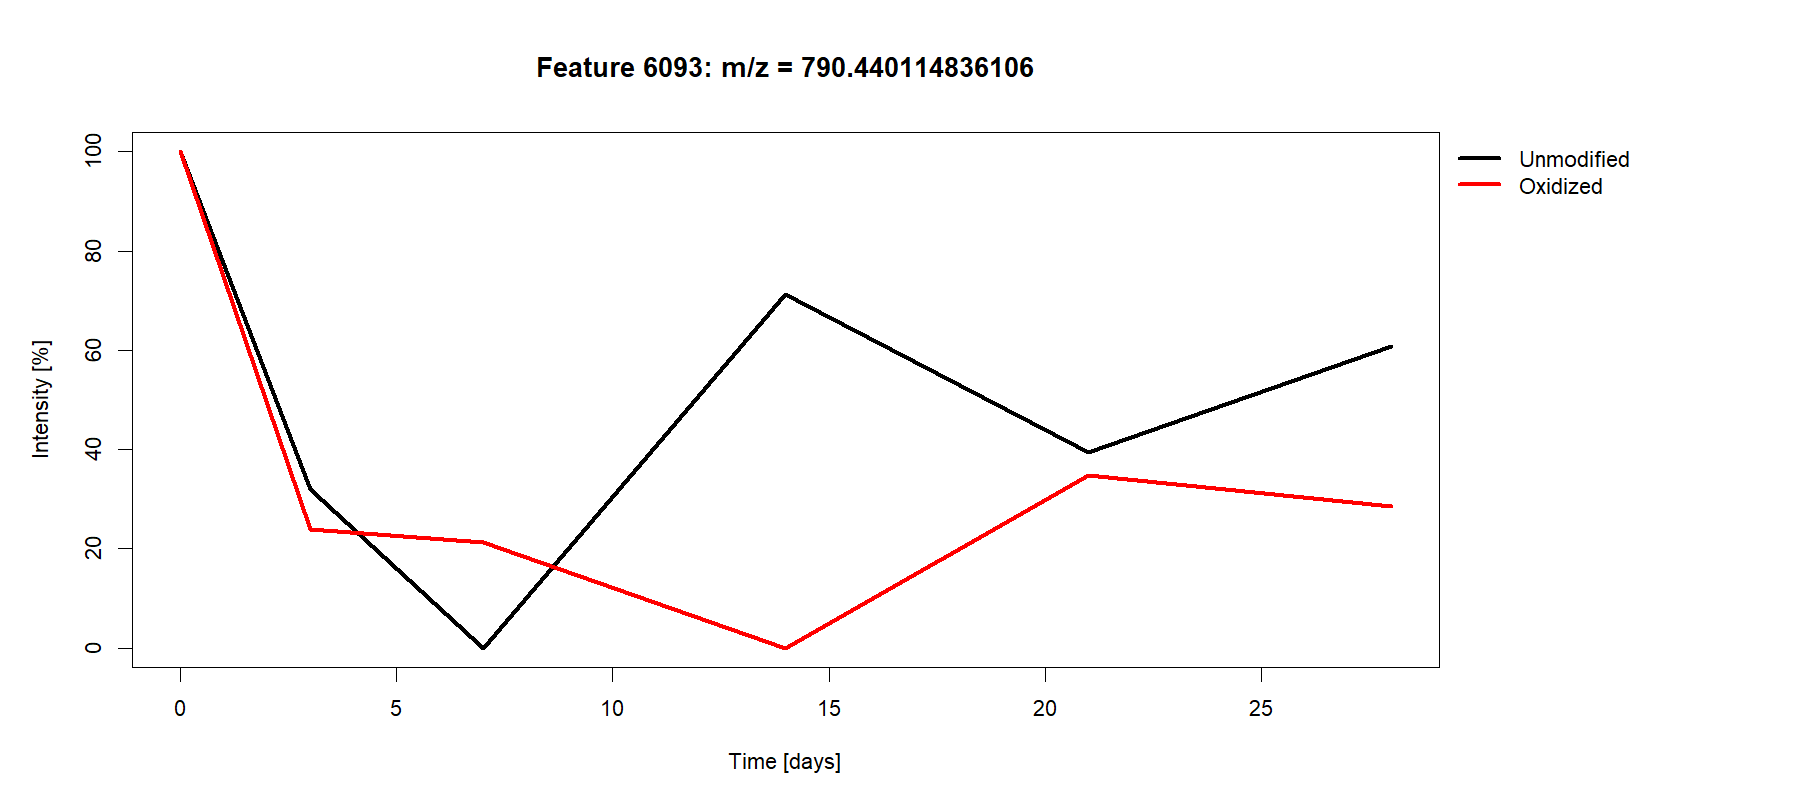 Feature 6093: m/z = 790.440114836106
Unmodified
Oxidized
Intensity [%]
100
80
60
40
20
0
0 5 10 15 20 25
Time [days]